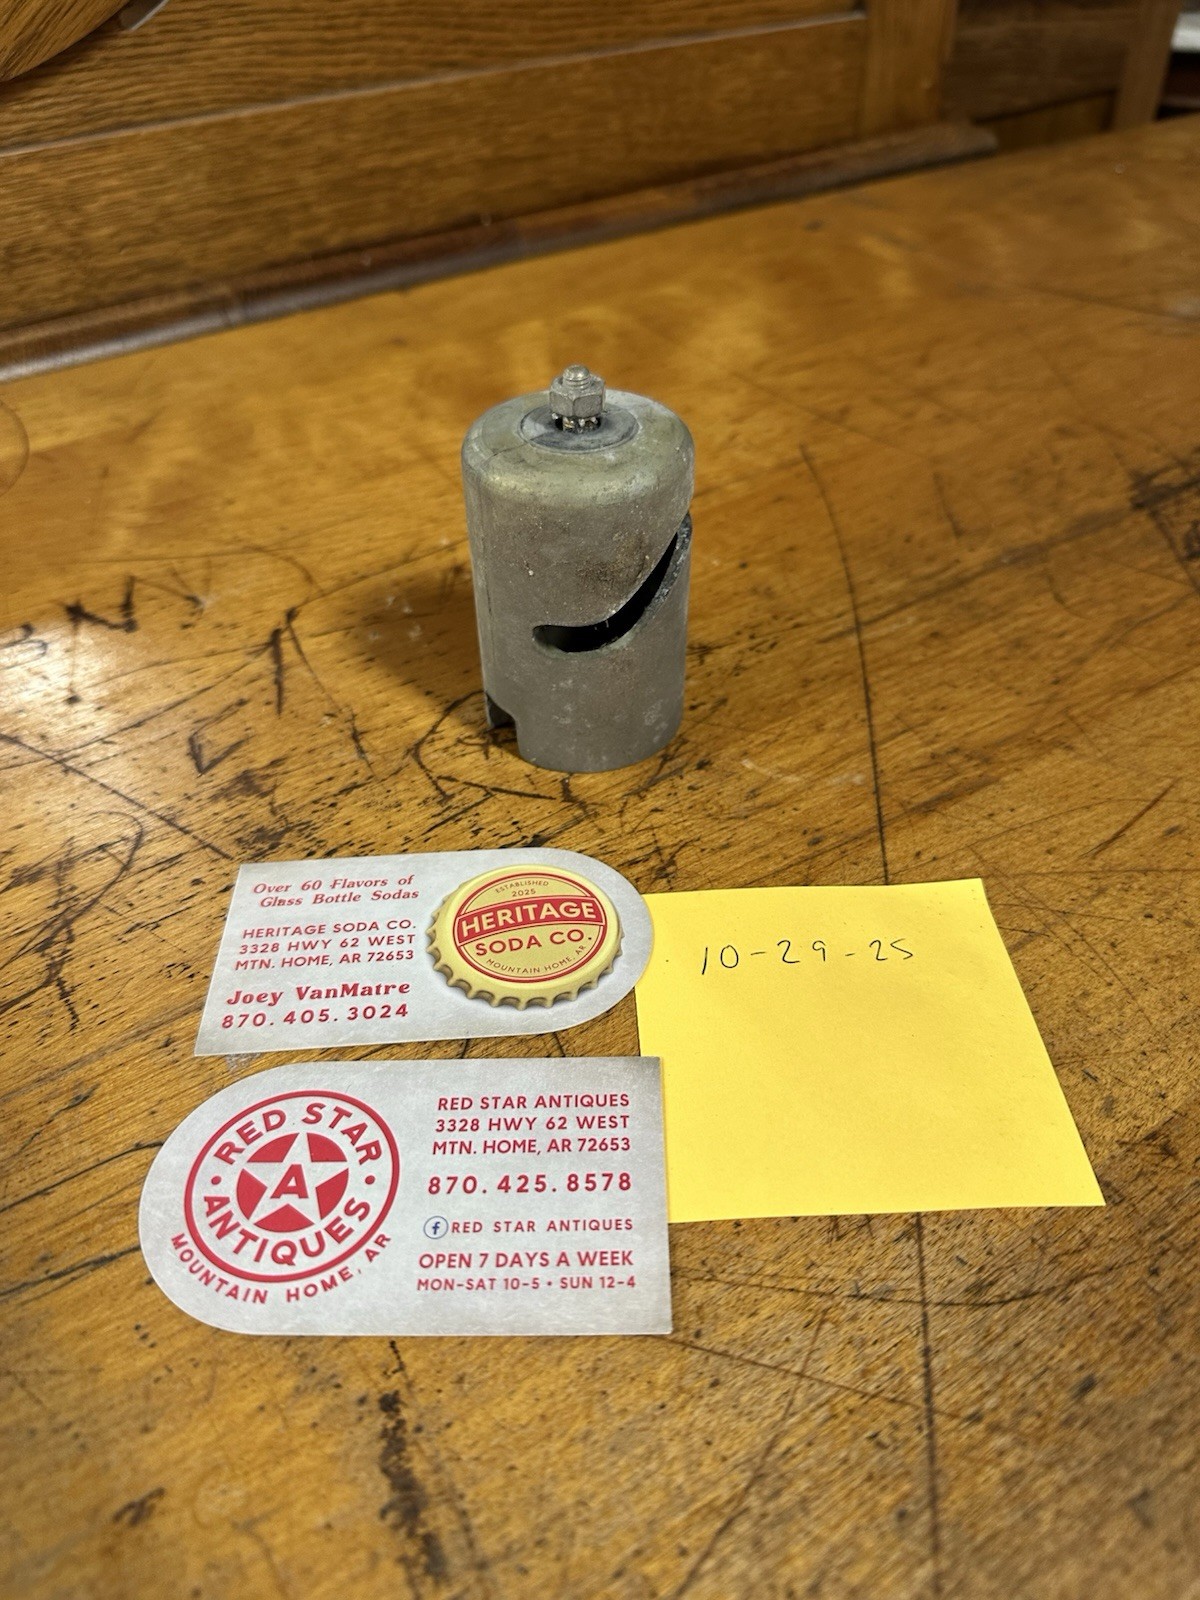 Over 60 Flavors of
Glass Bottle Sodas
HERITAGE SODA CO.
3328 HWY 62 WEST
MTN. HOME, AR 72653
Joey VanMatre
870.405.3024
ESTABLISHED
2025
HERITAGE
SODA CO.
MOUNTAIN HOME, AR
10-29-25
RED STAR
A
ANTIQUES
MOUNTAIN HOME, AR
RED STAR ANTIQUES
3328 HWY 62 WEST
MTN. HOME, AR 72653
870.425.8578
f RED STAR ANTIQUES
OPEN 7 DAYS A WEEK
MON-SAT 10-5 • SUN 12-4